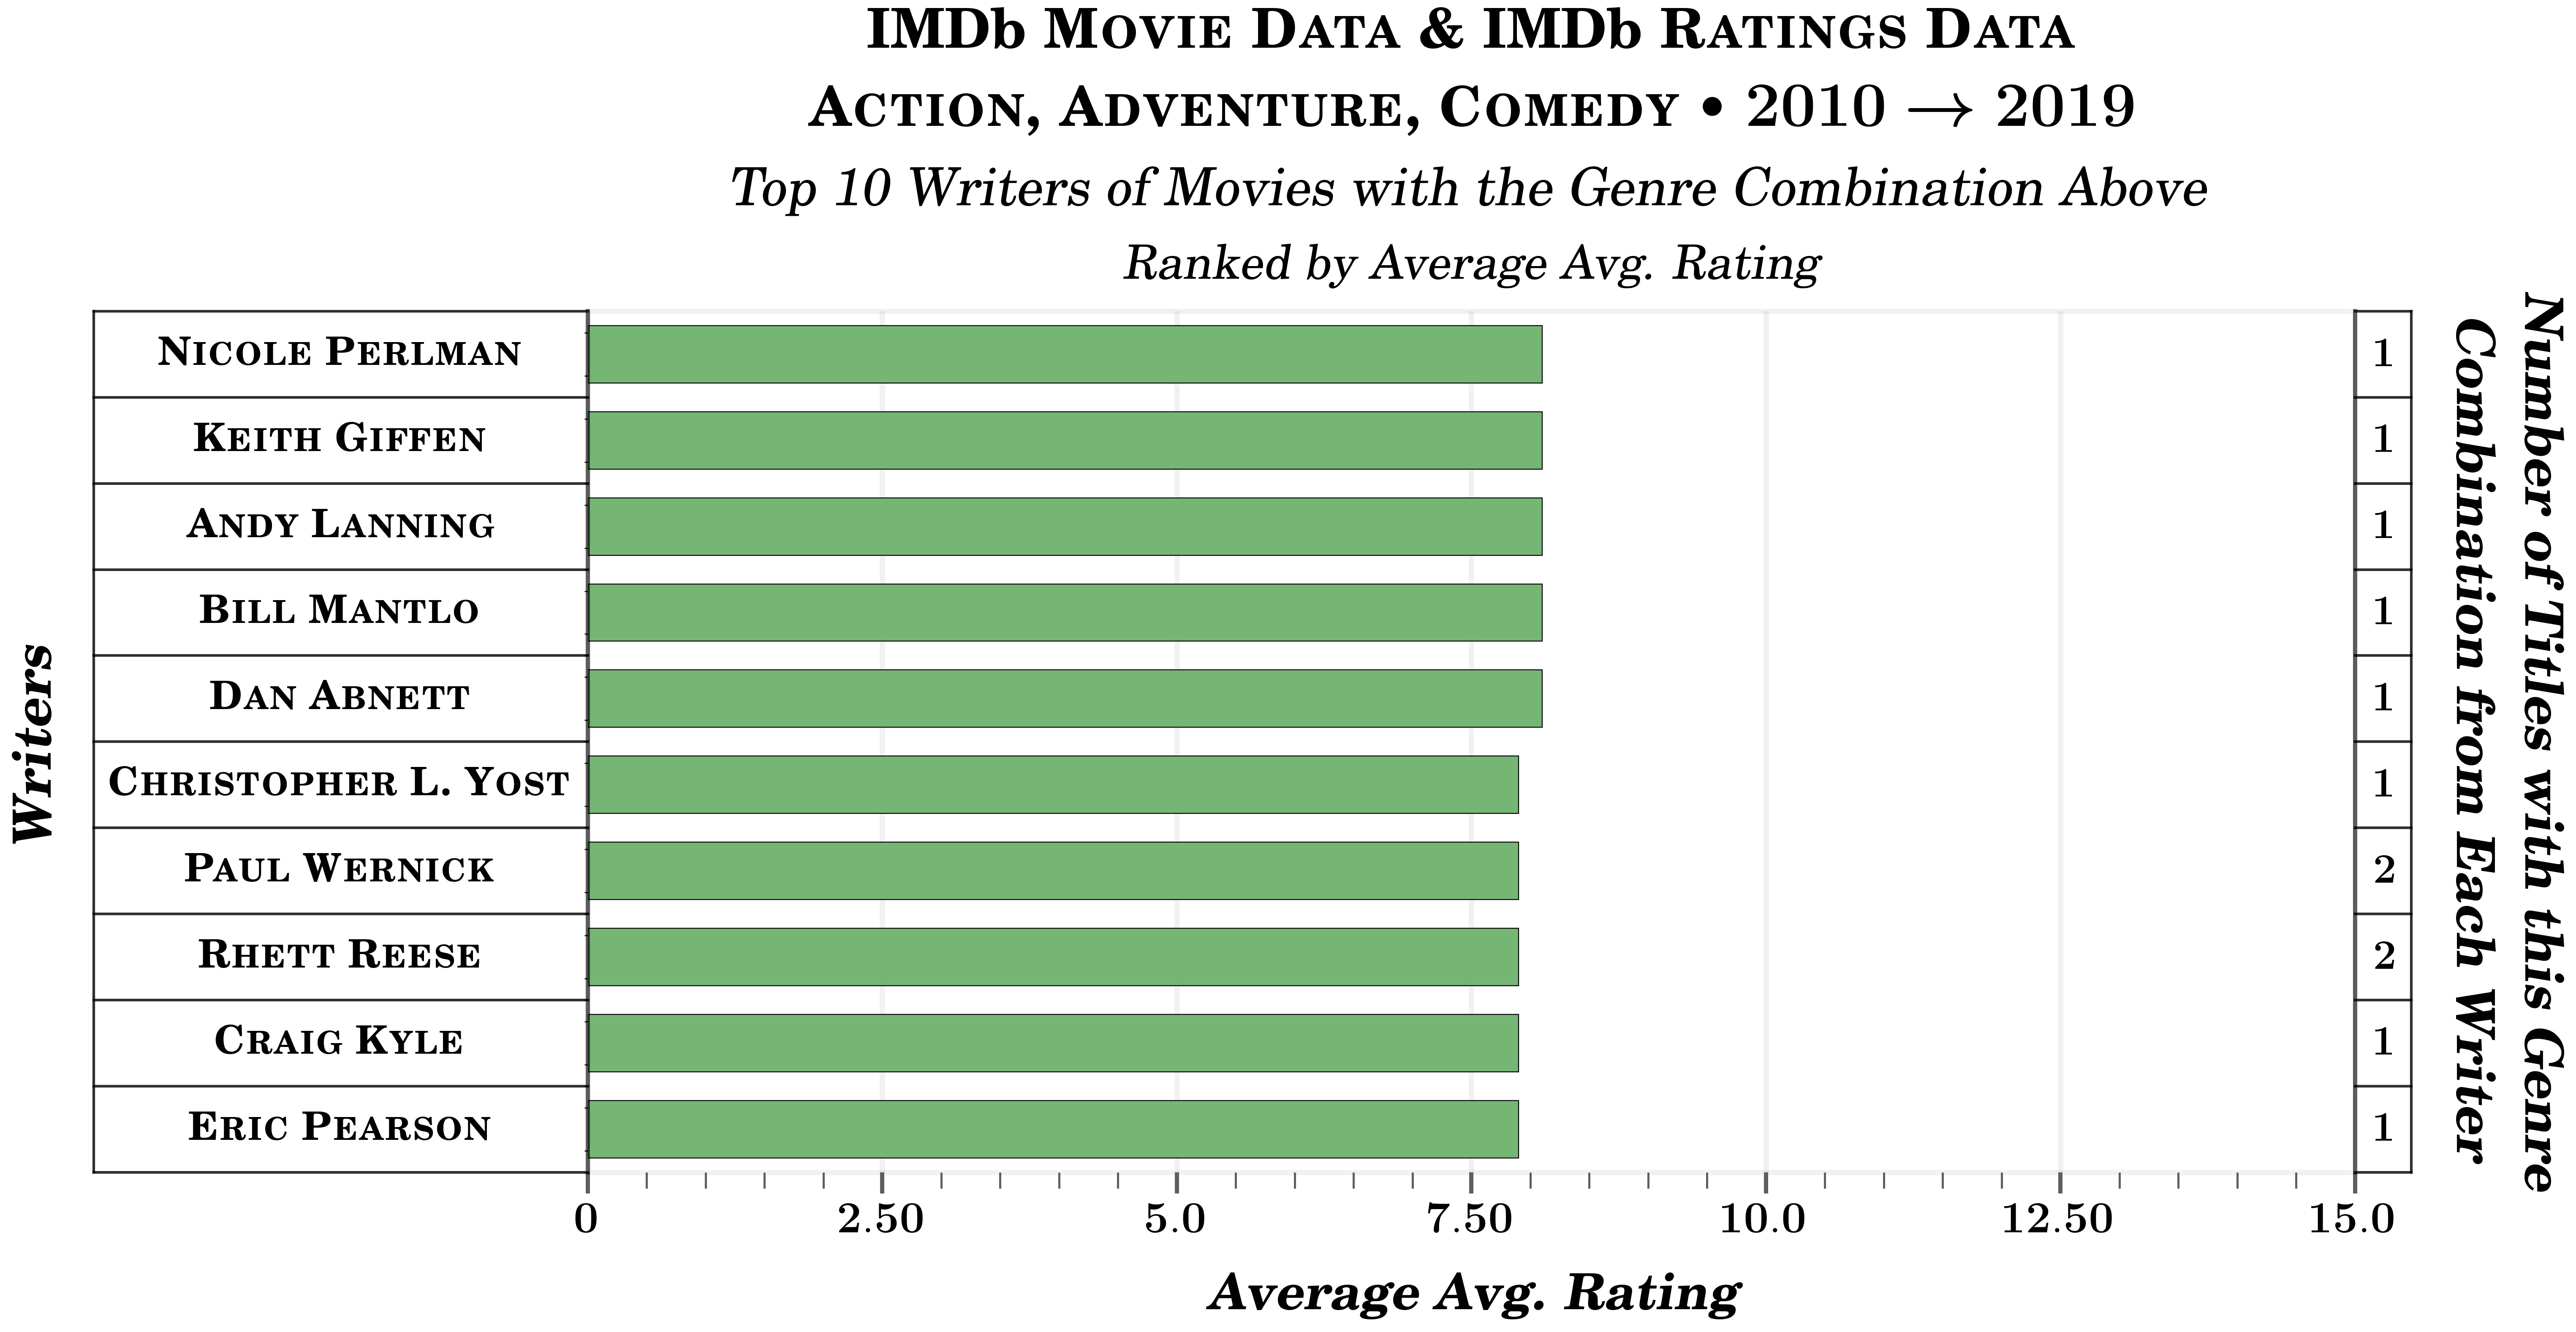 IMDb Movie Data & IMDb Ratings Data
Action, Adventure, Comedy • 2010 → 2019
Top 10 Writers of Movies with the Genre Combination Above
Ranked by Average Avg. Rating
Writers
Nicole Perlman 1
Keith Giffen 1
Andy Lanning 1
Bill Mantlo 1
Dan Abnett 1
Christopher L. Yost 1
Paul Wernick 2
Rhett Reese 2
Craig Kyle 1
Eric Pearson 1
0 2.50 5.0 7.50 10.0 12.50 15.0
Average Avg. Rating
Number of Titles with this Genre
Combination from Each Writer